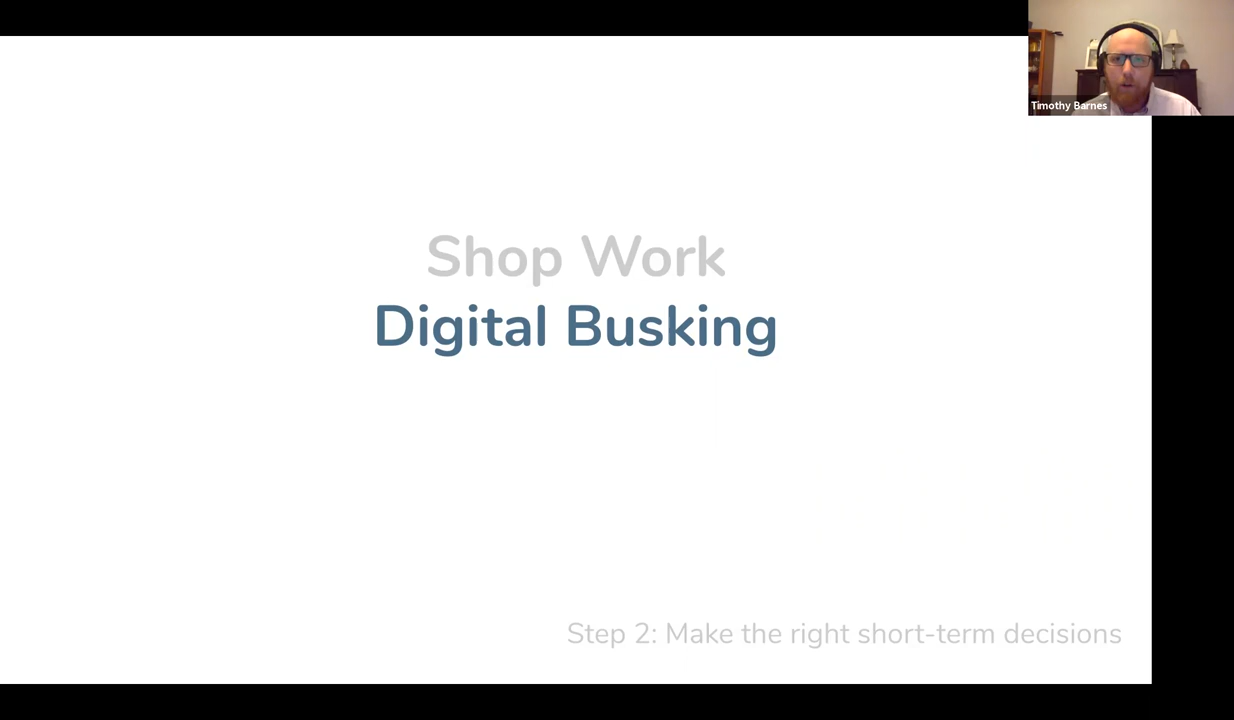 Timothy Barnes
Shop Work
Digital Busking
Step 2: Make the right short-term decisions